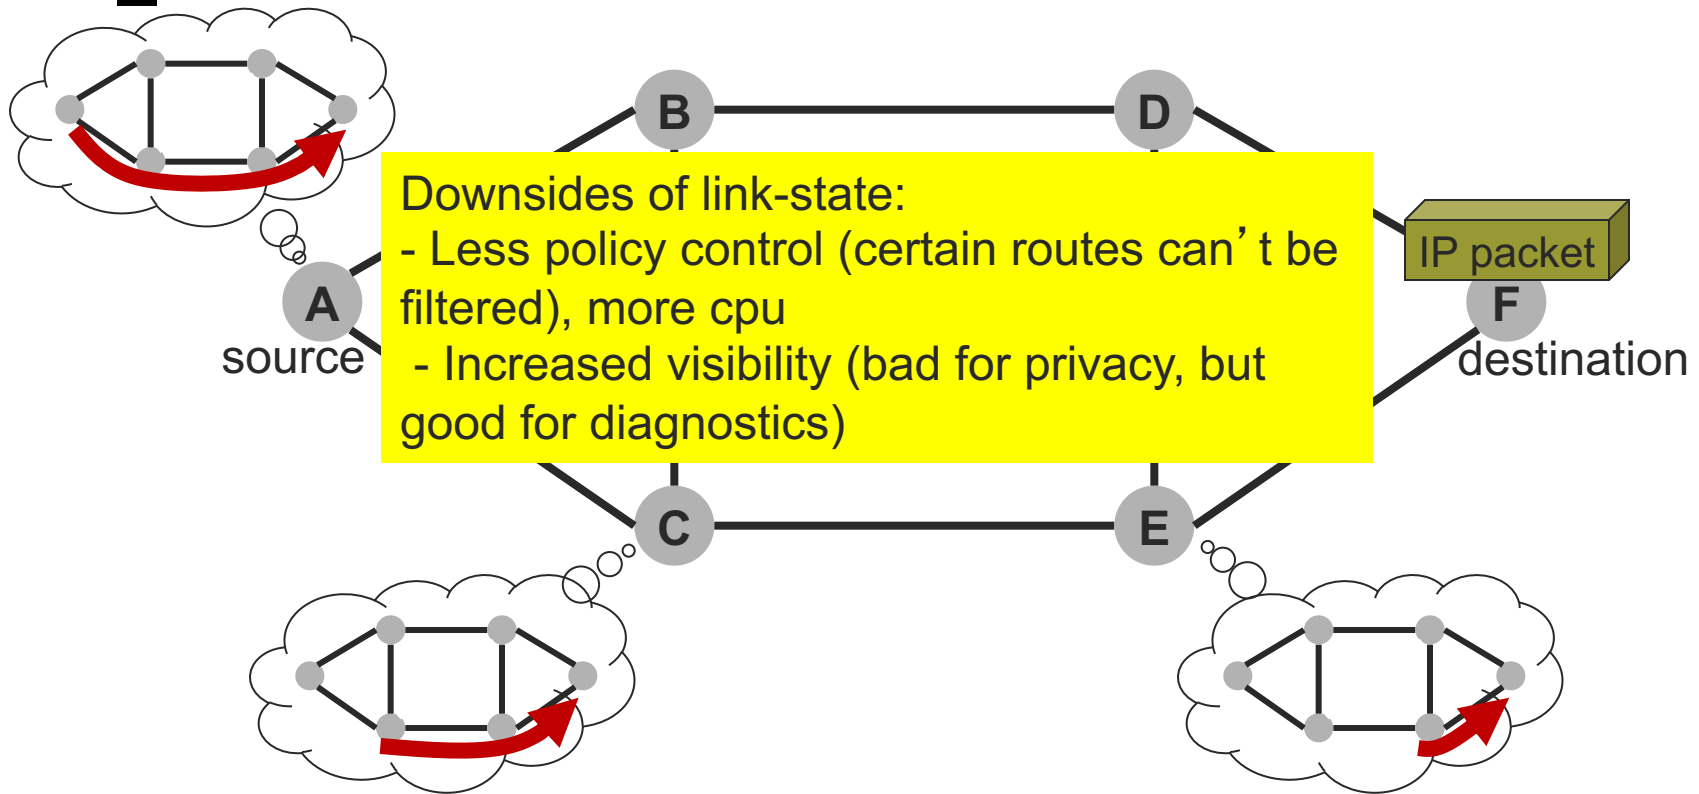 B
D
Downsides of link-state:
- Less policy control (certain routes can’t be
filtered), more cpu
- Increased visibility (bad for privacy, but
good for diagnostics)
IP packet
A
F
source
destination
C
E